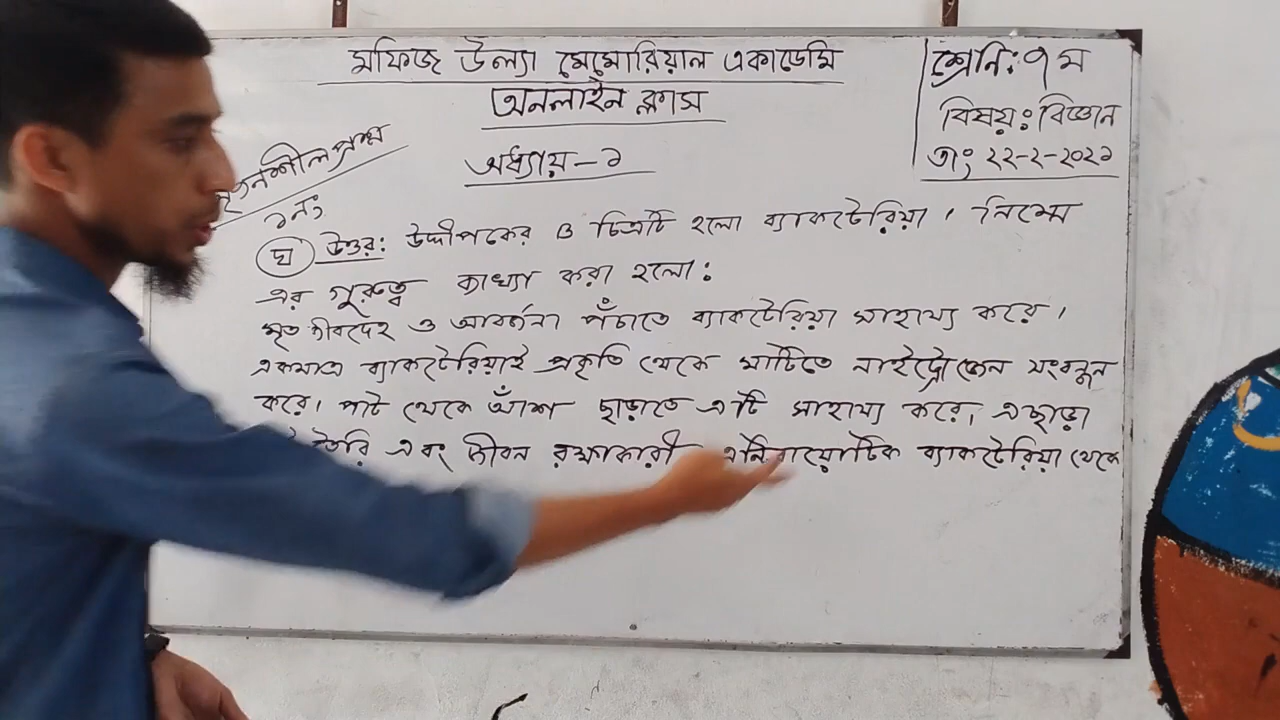 মফিজ উল্যা মেমোরিয়াল একাডেমি
অনলাইন ক্লাস
অধ্যায়-১
শ্রেণি: ৭ম
বিষয়ঃ বিজ্ঞান
তাং ২২-২-২০২১
সৃজনশীল প্রশ্ন
১নং
ঘ উত্তর: উদ্দীপকের B চিত্রটি হলো ব্যাকটেরিয়া। নিম্মে
এর গুরুত্ব ব্যাখ্যা করা হলো:
মৃত জীবদেহ ও আবর্জনা পঁচাতে ব্যাকটেরিয়া সাহায্য করে।
একমাত্র ব্যাকটেরিয়াই প্রকৃতি থেকে মাটিতে নাইট্রোজেন সংবন্ধন
করে। পাট থেকে আঁশ ছাড়াতে এটি সাহায্য করে, এছাড়া
তৈরি এবং জীবন রক্ষাকারী এন্টিবায়োটিক ব্যাকটেরিয়া থেকে